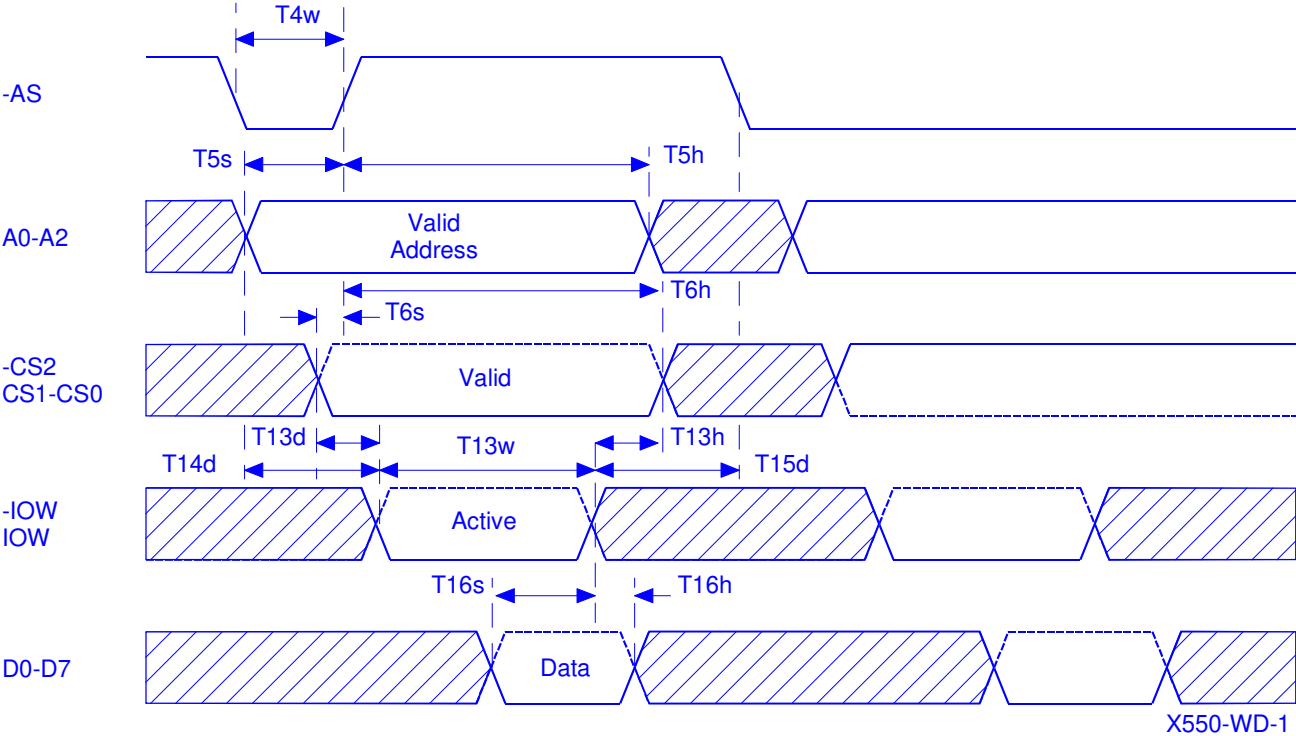 T4w
-AS
T5s
T5h
A0-A2
Valid
Address
T6h
T6s
-CS2
CS1-CS0
Valid
T13d
T13w
T13h
T14d
T15d
-IOW
IOW
Active
T16s
T16h
D0-D7
Data
X550-WD-1